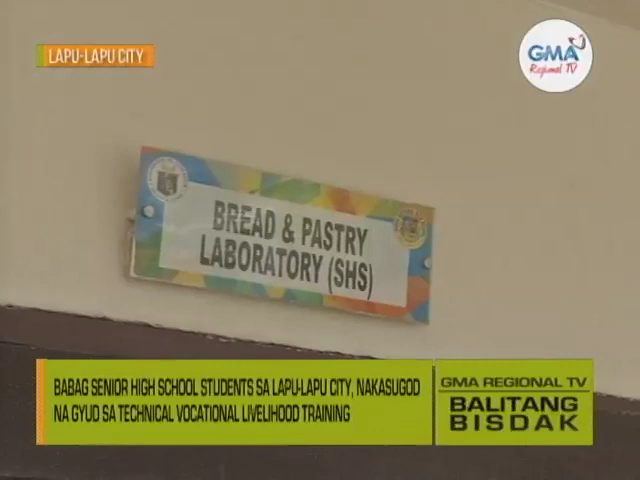 LAPU-LAPU CITY
GMA
Regional TV
BREAD & PASTRY
LABORATORY (SHS)
BABAG SENIOR HIGH SCHOOL STUDENTS SA LAPU-LAPU CITY, NAKASUGOD
NA GYUD SA TECHNICAL VOCATIONAL LIVELIHOOD TRAINING
GMA REGIONAL TV
BALITANG
BISDAK